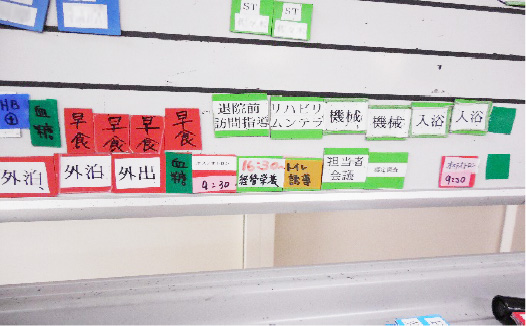 ST
ST
HB
血糖
早食
早食
早食
早食
退院前
訪問指導
リハビリ
ムンテラ
機械
機械
入浴
入浴
外泊
外泊
外出
血糖
9:30
16:30~
経管栄養
トイレ
誘導
担当者
会議
9:30